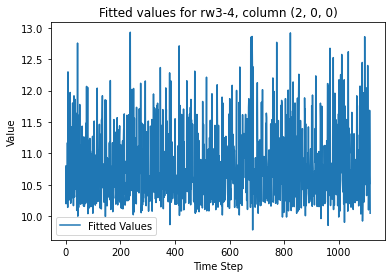 Fitted values for rw3-4, column (2, 0, 0)
13.0
12.5
12.0
11.5
11.0
10.5
10.0
Value
Fitted Values
0 200 400 600 800 1000
Time Step